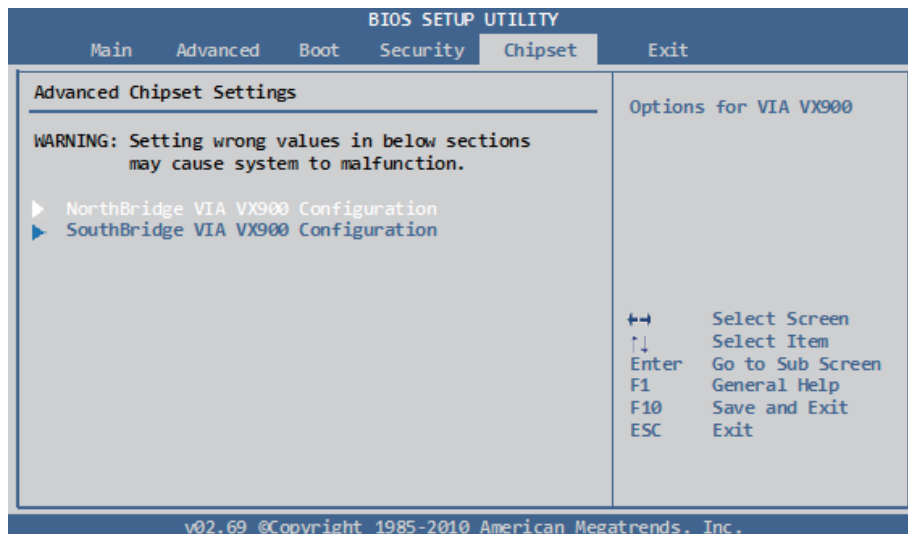 BIOS SETUP UTILITY
Main Advanced Boot Security Chipset Exit
Advanced Chipset Settings
WARNING: Setting wrong values in below sections
may cause system to malfunction.
NorthBridge VIA VX900 Configuration
SouthBridge VIA VX900 Configuration
Options for VIA VX900
←→ Select Screen
↑↓ Select Item
Enter Go to Sub Screen
F1 General Help
F10 Save and Exit
ESC Exit
v02.69 ©Copyright 1985-2010 American Megatrends, Inc.